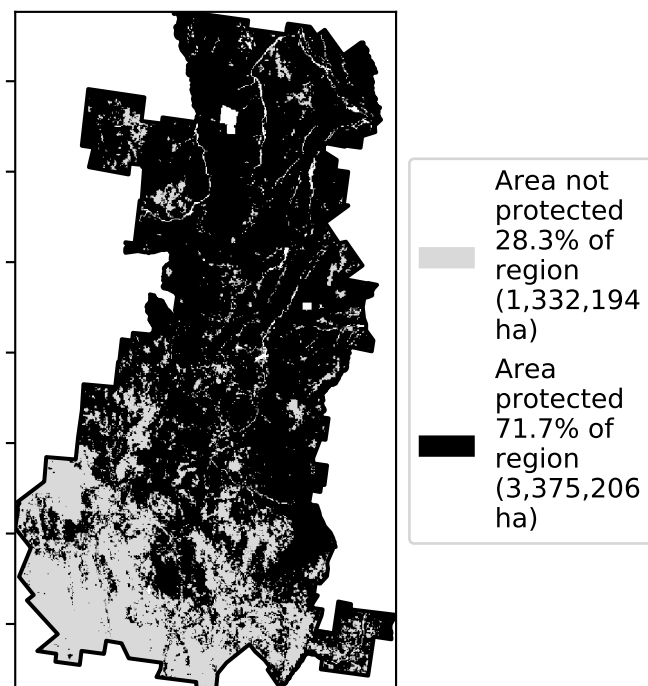 Area not
protected
28.3% of
region
(1,332,194
ha)
Area
protected
71.7% of
region
(3,375,206
ha)